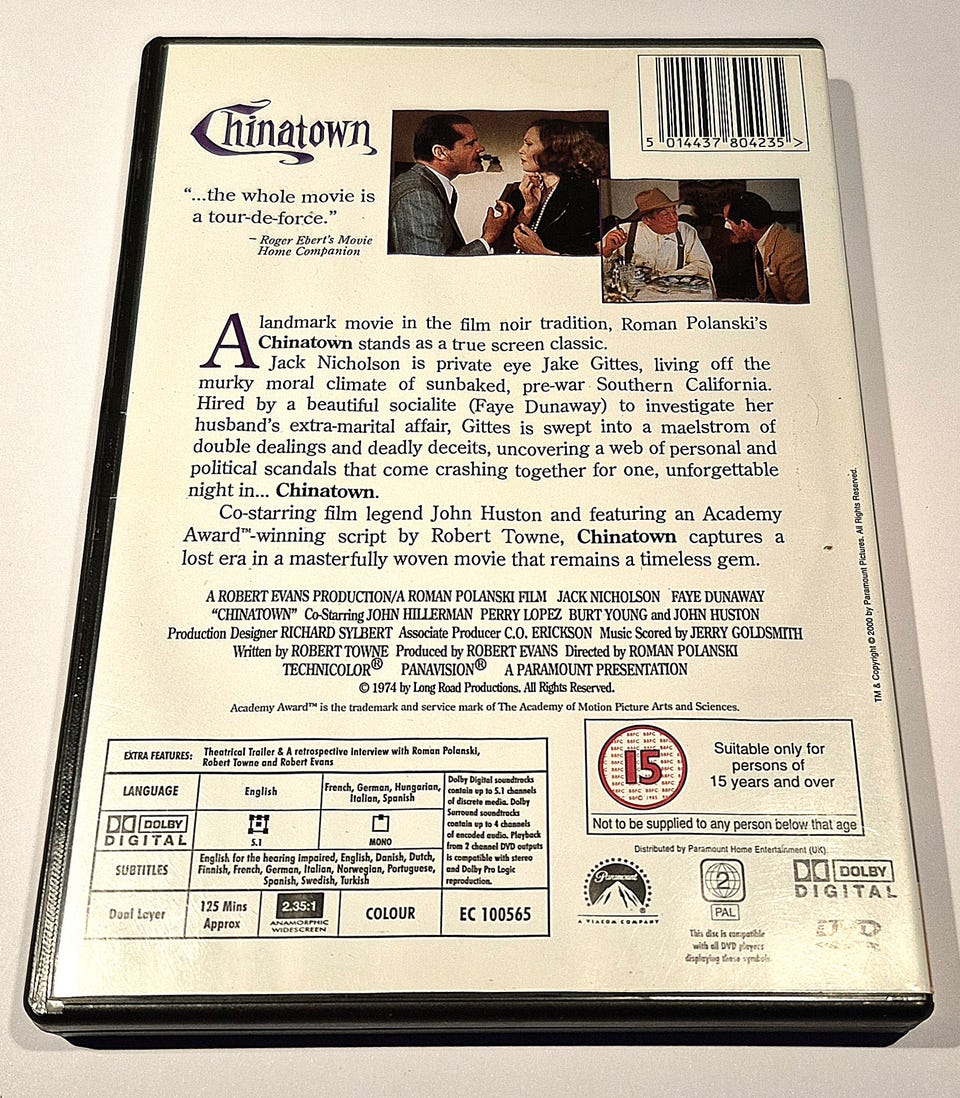 Chinatown
5 014437 804235 >
"...the whole movie is
a tour-de-force."
– Roger Ebert's Movie
Home Companion
A landmark movie in the film noir tradition, Roman Polanski's
Chinatown stands as a true screen classic.
Jack Nicholson is private eye Jake Gittes, living off the
murky moral climate of sunbaked, pre-war Southern California.
Hired by a beautiful socialite (Faye Dunaway) to investigate her
husband's extra-marital affair, Gittes is swept into a maelstrom of
double dealings and deadly deceits, uncovering a web of personal and
political scandals that come crashing together for one, unforgettable
night in... Chinatown.
Co-starring film legend John Huston and featuring an Academy
Award™-winning script by Robert Towne, Chinatown captures a
lost era in a masterfully woven movie that remains a timeless gem.
A ROBERT EVANS PRODUCTION/A ROMAN POLANSKI FILM JACK NICHOLSON FAYE DUNAWAY
"CHINATOWN" Co-Starring JOHN HILLERMAN PERRY LOPEZ BURT YOUNG and JOHN HUSTON
Production Designer RICHARD SYLBERT Associate Producer C.O. ERICKSON Music Scored by JERRY GOLDSMITH
Written by ROBERT TOWNE Produced by ROBERT EVANS Directed by ROMAN POLANSKI
TECHNICOLOR® PANAVISION® A PARAMOUNT PRESENTATION
© 1974 by Long Road Productions. All Rights Reserved.
Academy Award™ is the trademark and service mark of The Academy of Motion Picture Arts and Sciences.
TM & Copyright © 2000 by Paramount Pictures. All Rights Reserved.
EXTRA FEATURES: Theatrical Trailer & A retrospective interview with Roman Polanski,
Robert Towne and Robert Evans
LANGUAGE
English
French, German, Hungarian,
Italian, Spanish
DOLBY
DIGITAL
5.1
MONO
SUBTITLES
English for the hearing impaired, English, Danish, Dutch,
Finnish, French, German, Italian, Norwegian, Portuguese,
Spanish, Swedish, Turkish
Dolby Digital soundtracks
contain up to 5.1 channels
of discrete media. Dolby
Surround soundtracks
contain up to 4 channels
of encoded audio. Playback
from 2 channel DVD outputs
is compatible with stereo
and Dolby Pro Logic
reproduction.
Dual Layer
125 Mins
Approx
2.35:1
ANAMORPHIC
WIDESCREEN
COLOUR
EC 100565
15
Suitable only for
persons of
15 years and over
Not to be supplied to any person below that age
Distributed by Paramount Home Entertainment (UK).
Paramount
A VIACOM COMPANY
2
PAL
This disc is compatible
with all DVD players
displaying these symbols.
DOLBY
DIGITAL
DVD